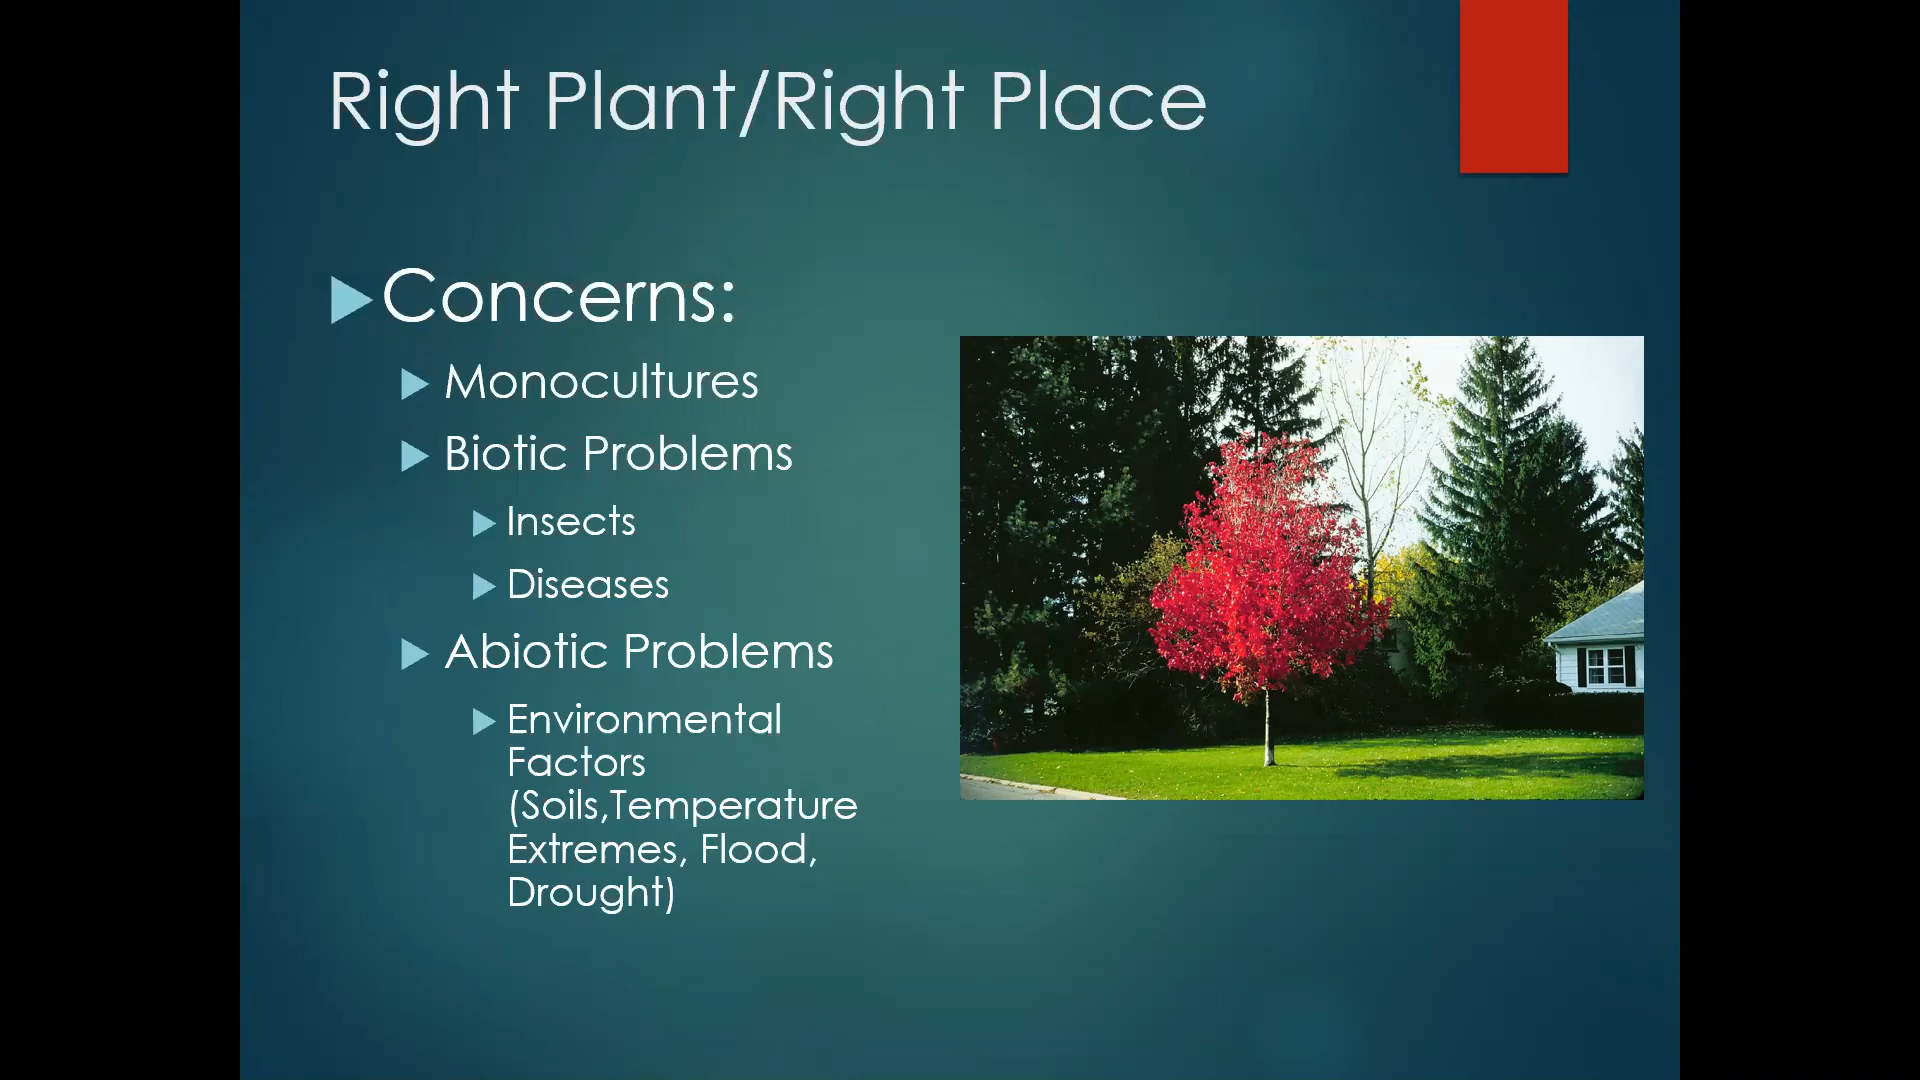 Right Plant/Right Place
Concerns:
Monocultures
Biotic Problems
Insects
Diseases
Abiotic Problems
Environmental
Factors
(Soils,Temperature
Extremes, Flood,
Drought)